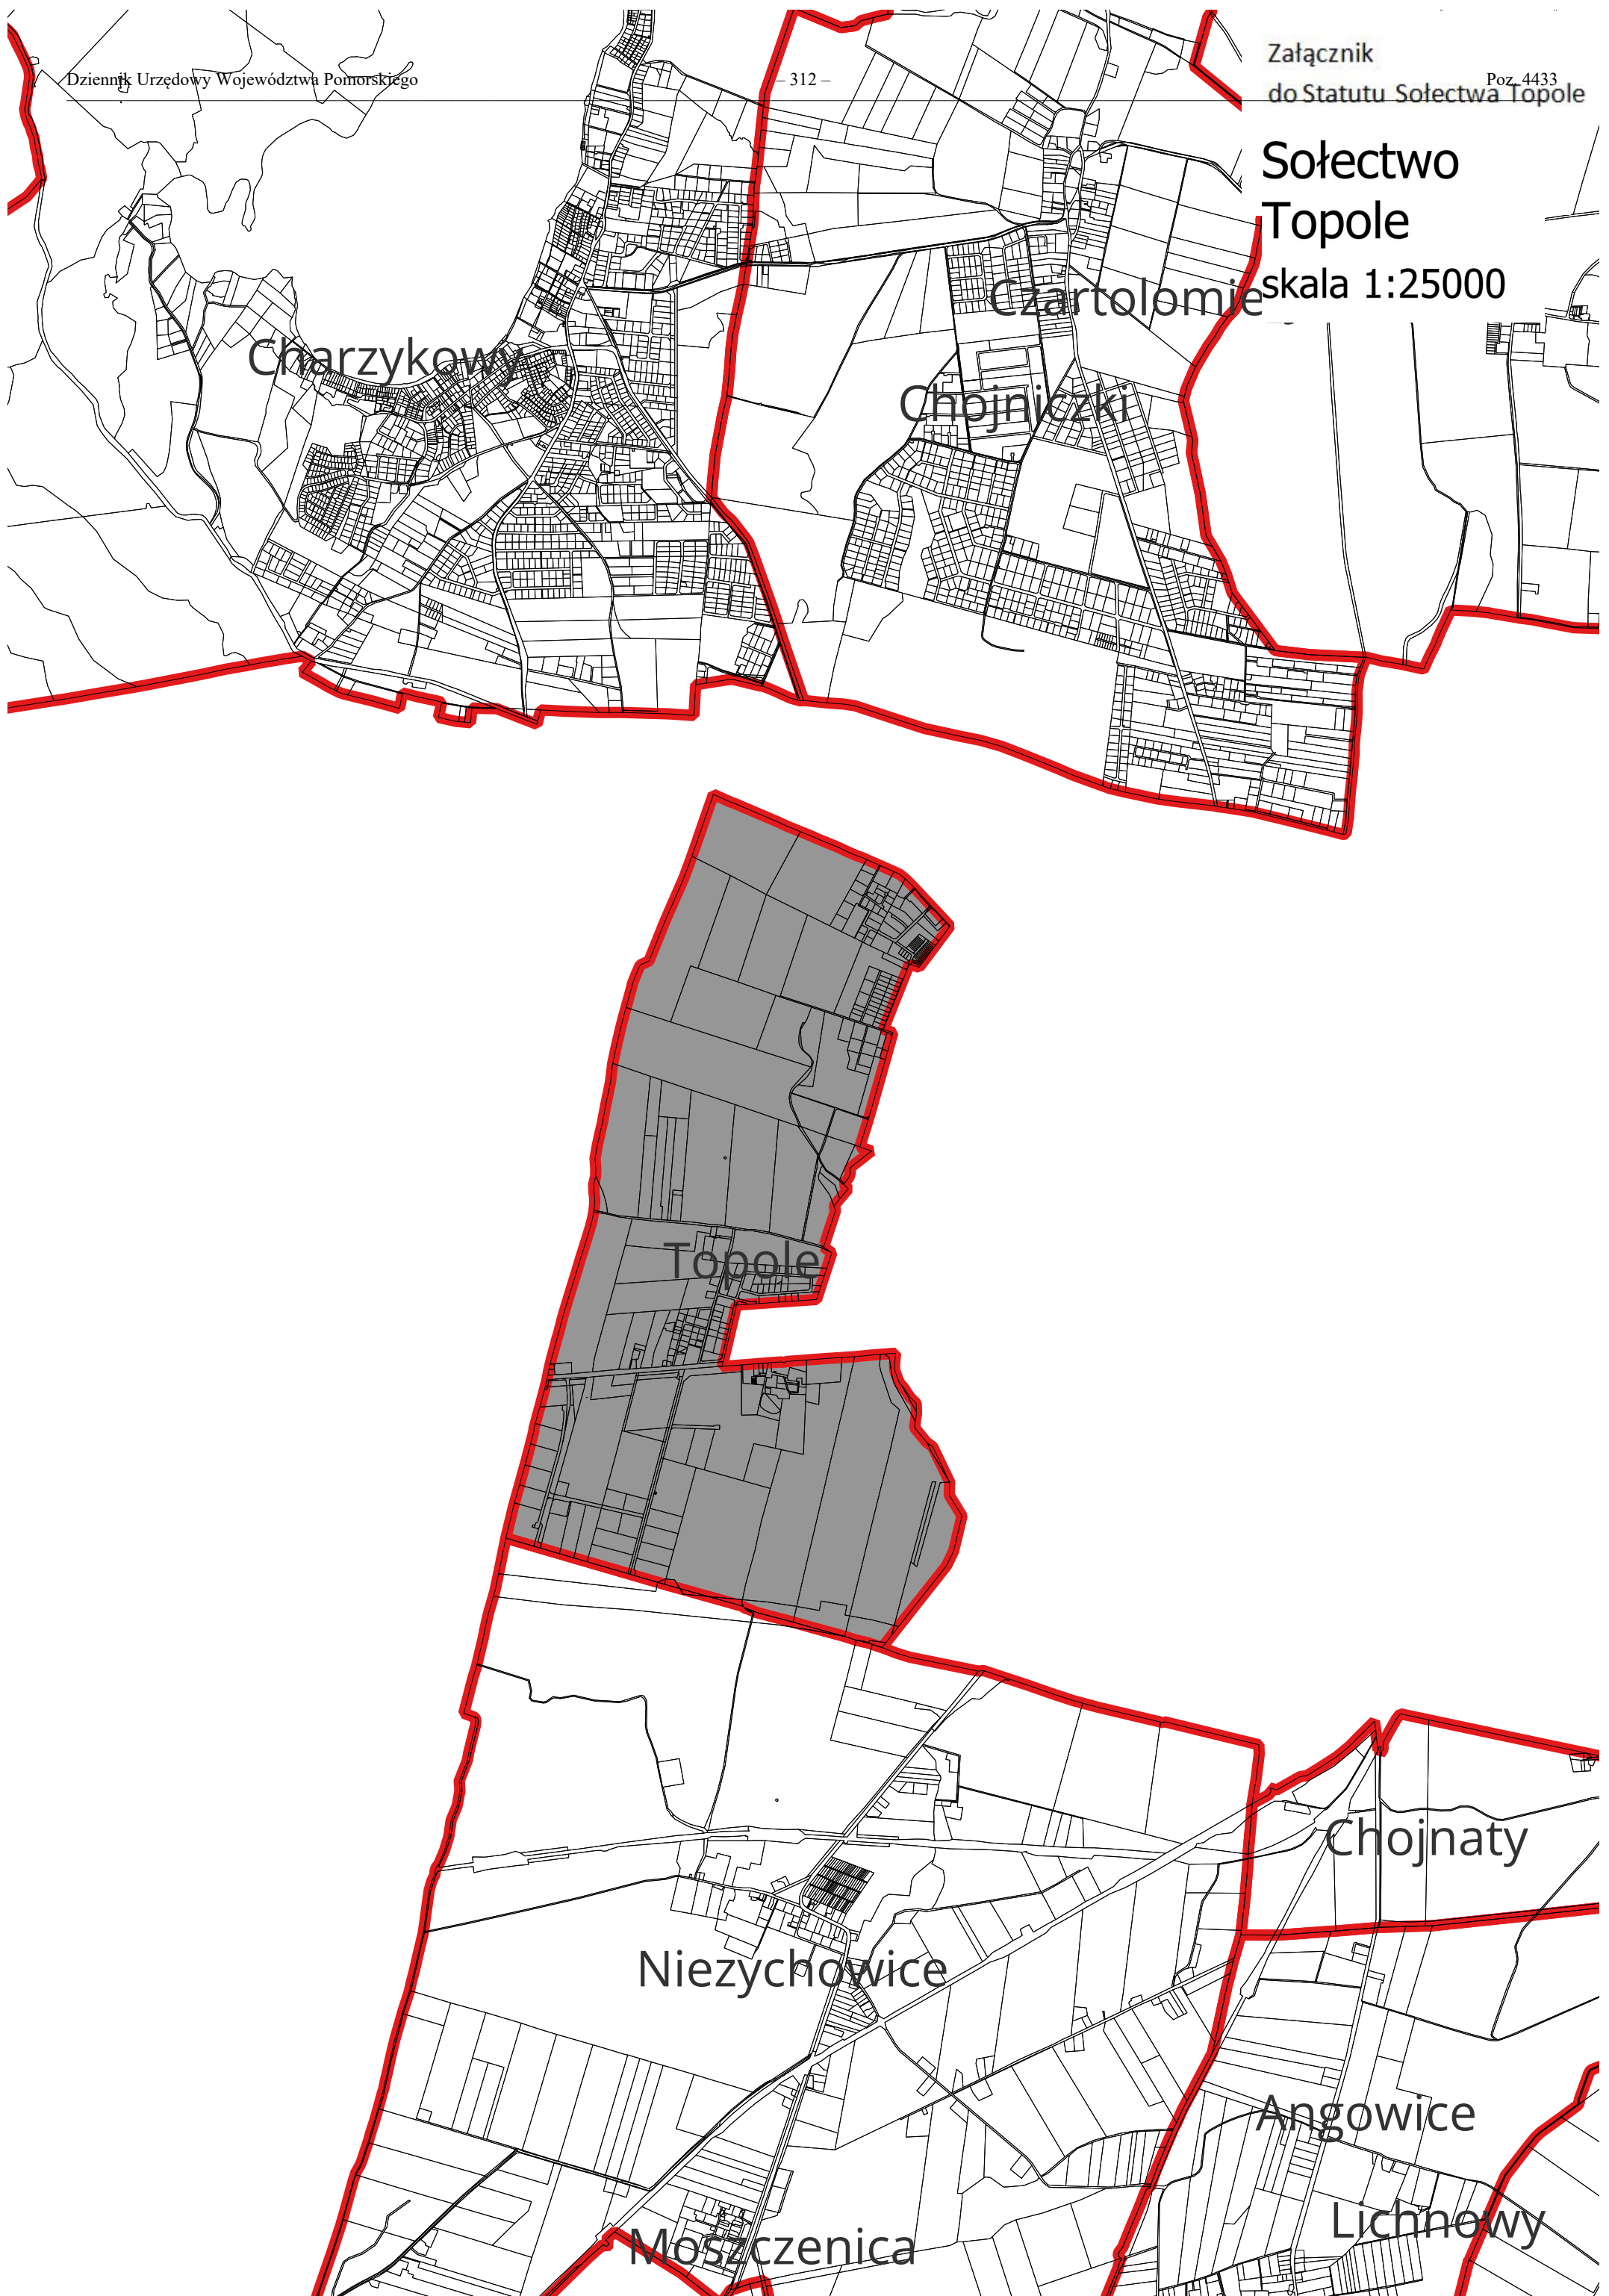 Załącznik
Dziennik Urzędowy Województwa Pomorskiego – 312 – Poz. 4433
do Statutu Sołectwa Topole
Sołectwo
Topole
skala 1:25000
Czartolomie
Charzykowy
Chojniczki
Topole
Chojnaty
Niezychowice
Angowice
Lichnowy
Moszczenica